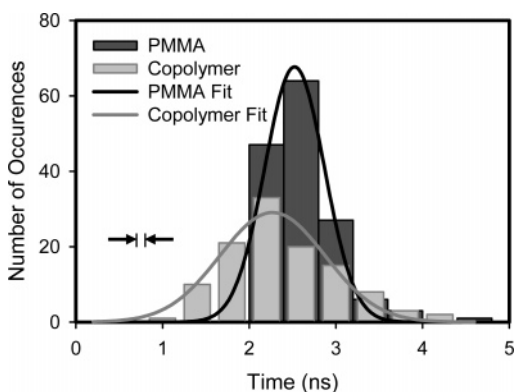 80
60
40
20
0
Number of Occurences
PMMA
Copolymer
PMMA Fit
Copolymer Fit
0 1 2 3 4 5
Time (ns)